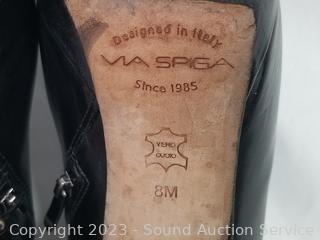 Designed in Italy
VIA SPIGA
Since 1985
VERO
CUOIO
8M
Copyright 2023 - Sound Auction Service